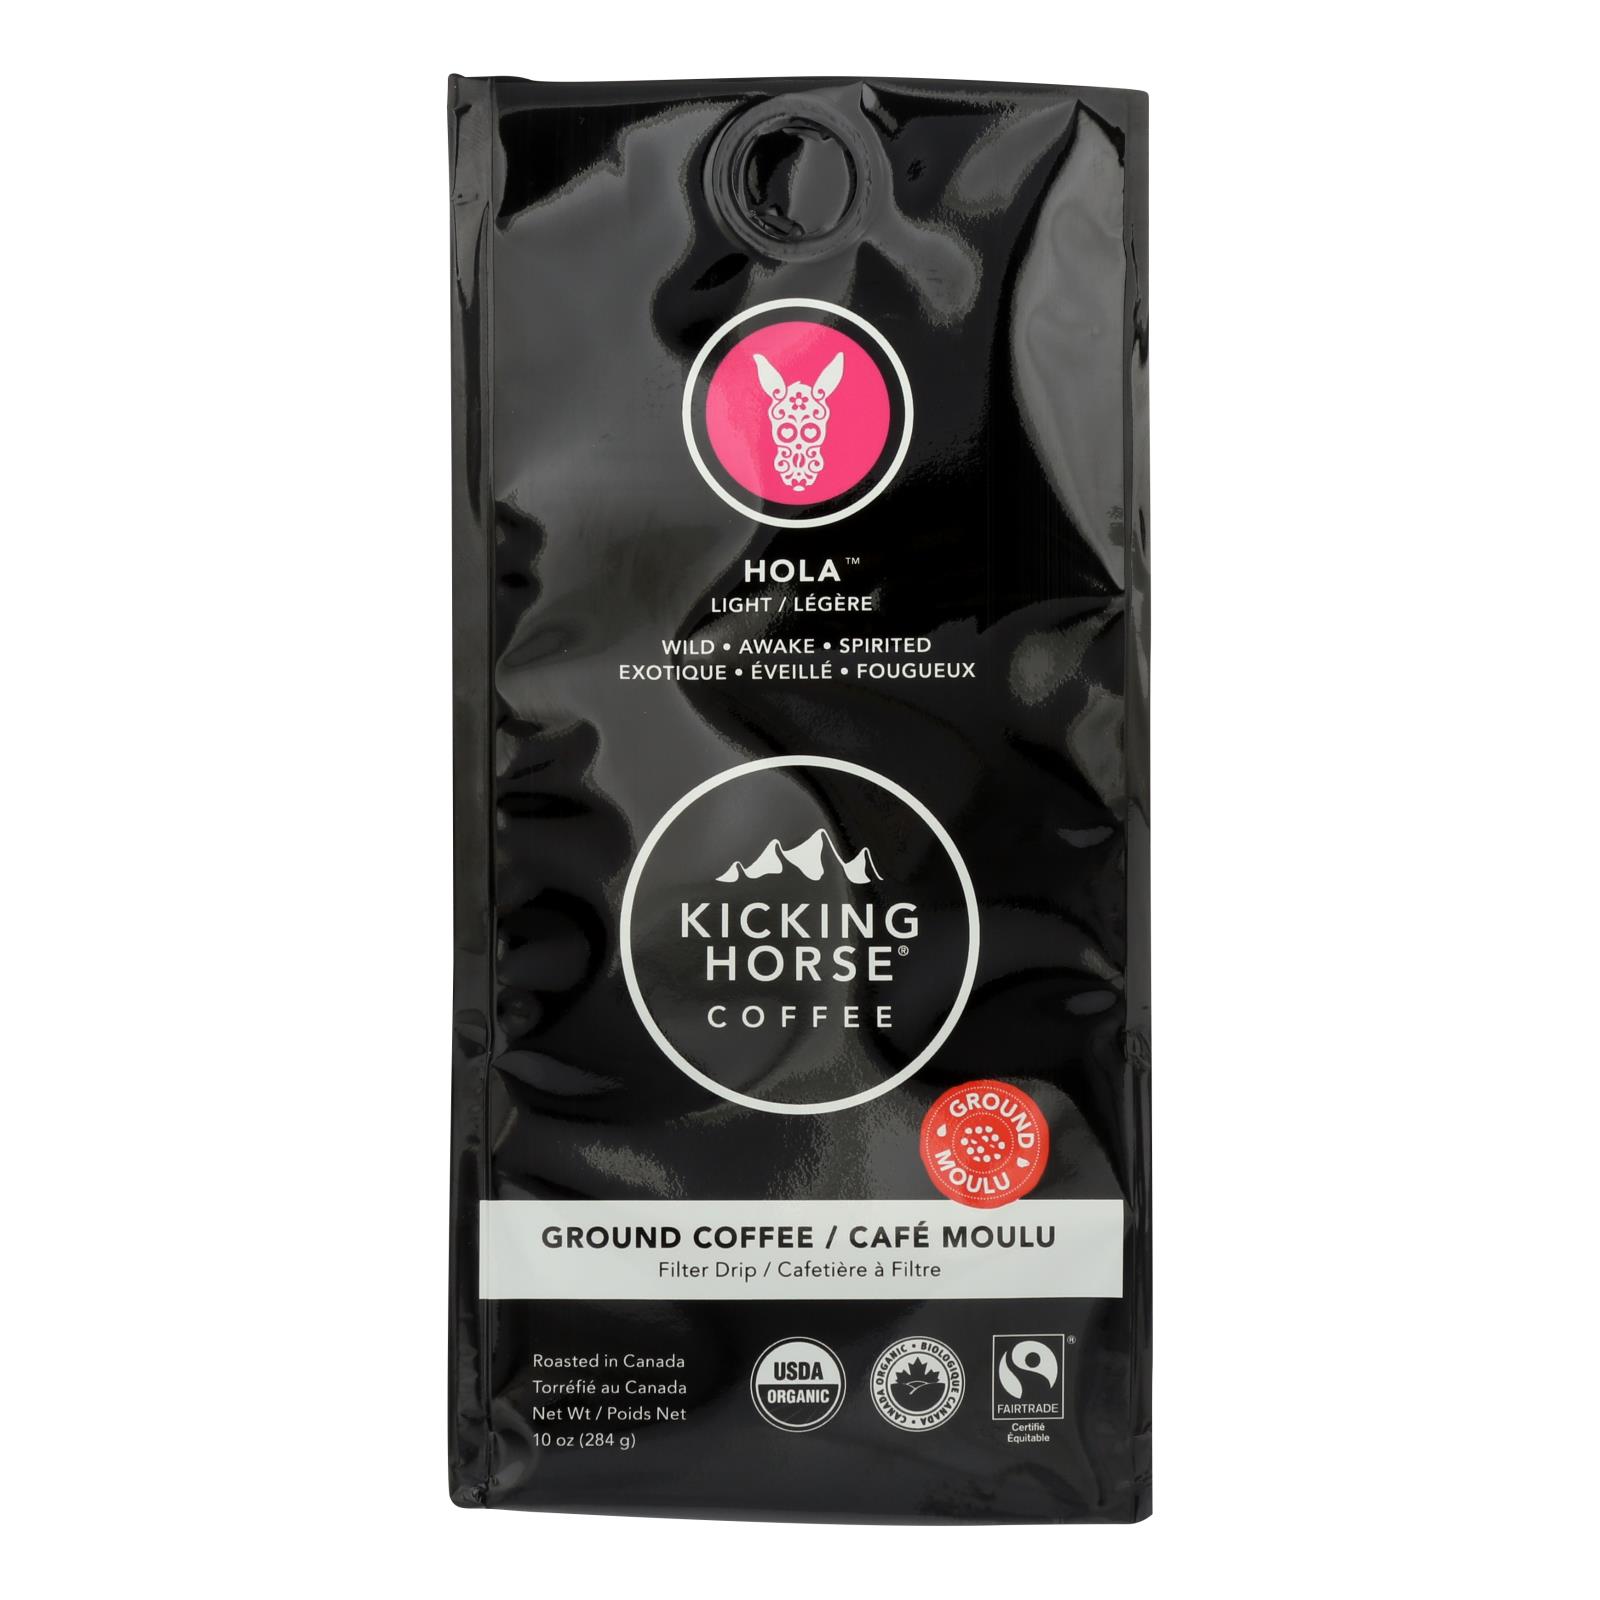 HOLA™
LIGHT / LÉGÈRE
WILD • AWAKE • SPIRITED
EXOTIQUE • ÉVEILLÉ • FOUGUEUX
KICKING
HORSE®
COFFEE
GROUND
MOULU
GROUND COFFEE / CAFÉ MOULU
Filter Drip / Cafetière à Filtre
Roasted in Canada
Torréfié au Canada
Net Wt / Poids Net
10 oz (284 g)
USDA
ORGANIC
CANADA ORGANIC • BIOLOGIQUE CANADA •
®
FAIRTRADE
Certifié
Équitable